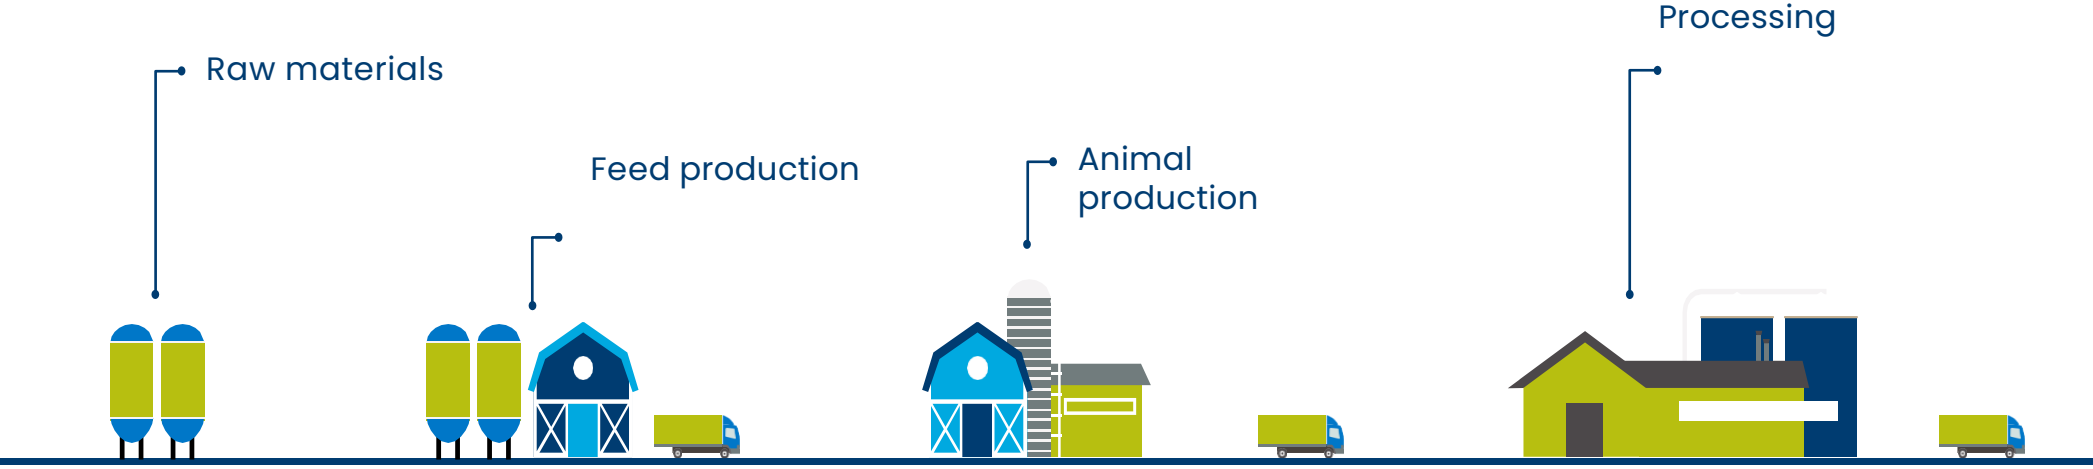 Raw materials
Feed production
Animal
production
Processing